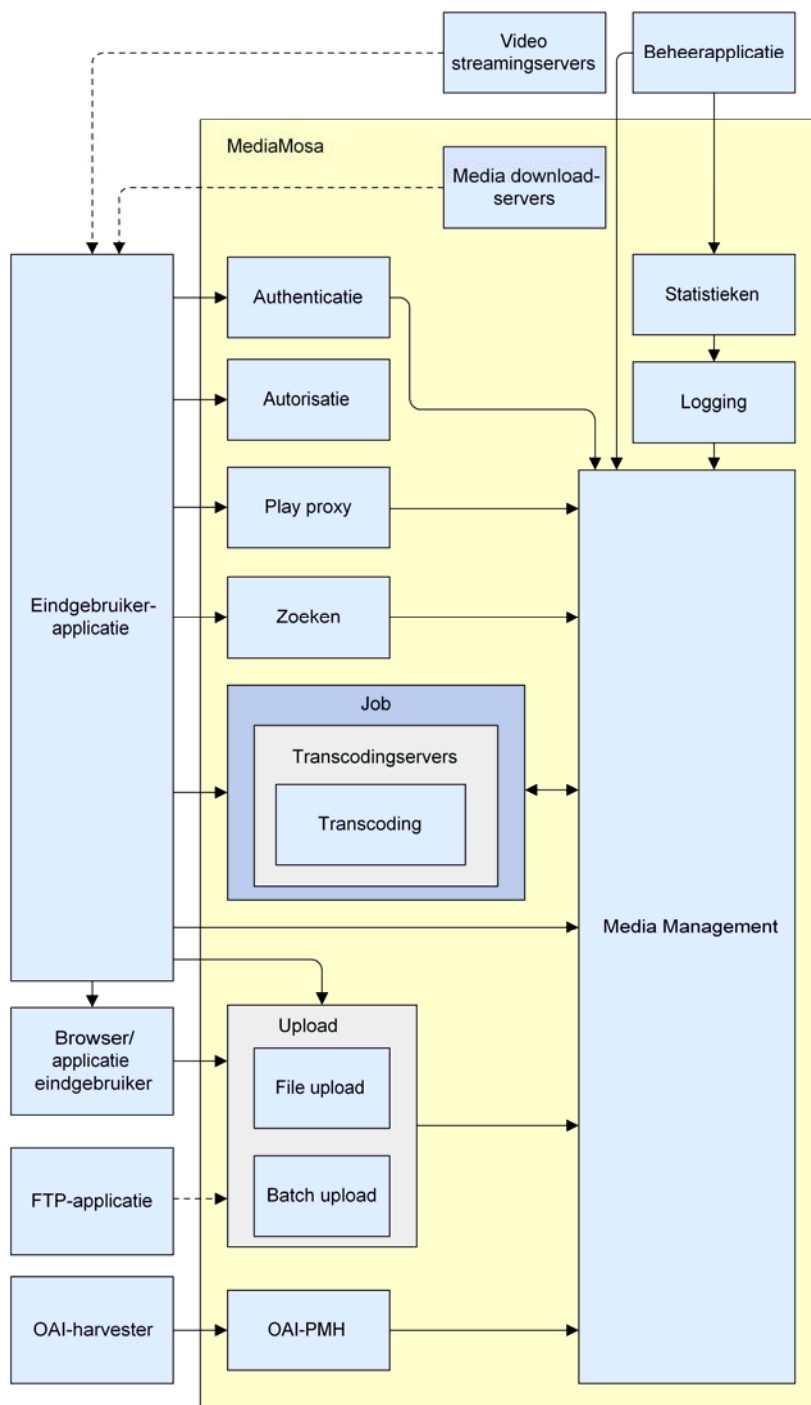 Video
streamingservers
Beheerapplicatie
MediaMosa
Media download-
servers
Authenticatie
Statistieken
Autorisatie
Logging
Play proxy
Eindgebruiker-
applicatie
Zoeken
Job
Transcodingservers
Transcoding
Media Management
Browser/
applicatie
eindgebruiker
Upload
File upload
FTP-applicatie
Batch upload
OAI-harvester
OAI-PMH